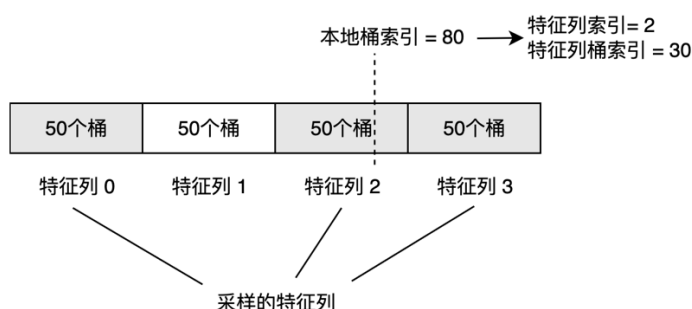 本地桶索引 = 80
特征列索引= 2
特征列桶索引 = 30
50个桶
50个桶
50个桶
50个桶
特征列 0
特征列 1
特征列 2
特征列 3
采样的特征列